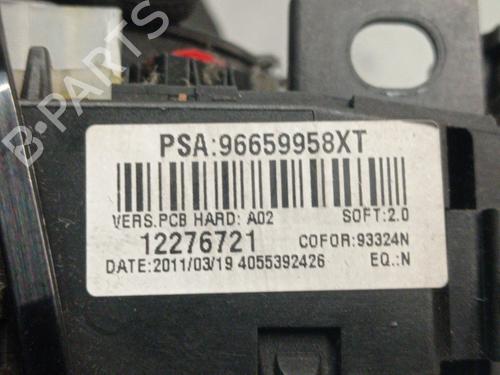 PSA:96659958XT
VERS.PCB HARD: A02 SOFT:2.0
12276721 COFOR:93324N
DATE:2011/03/19 4055392426 EQ.:N
B-PARTS